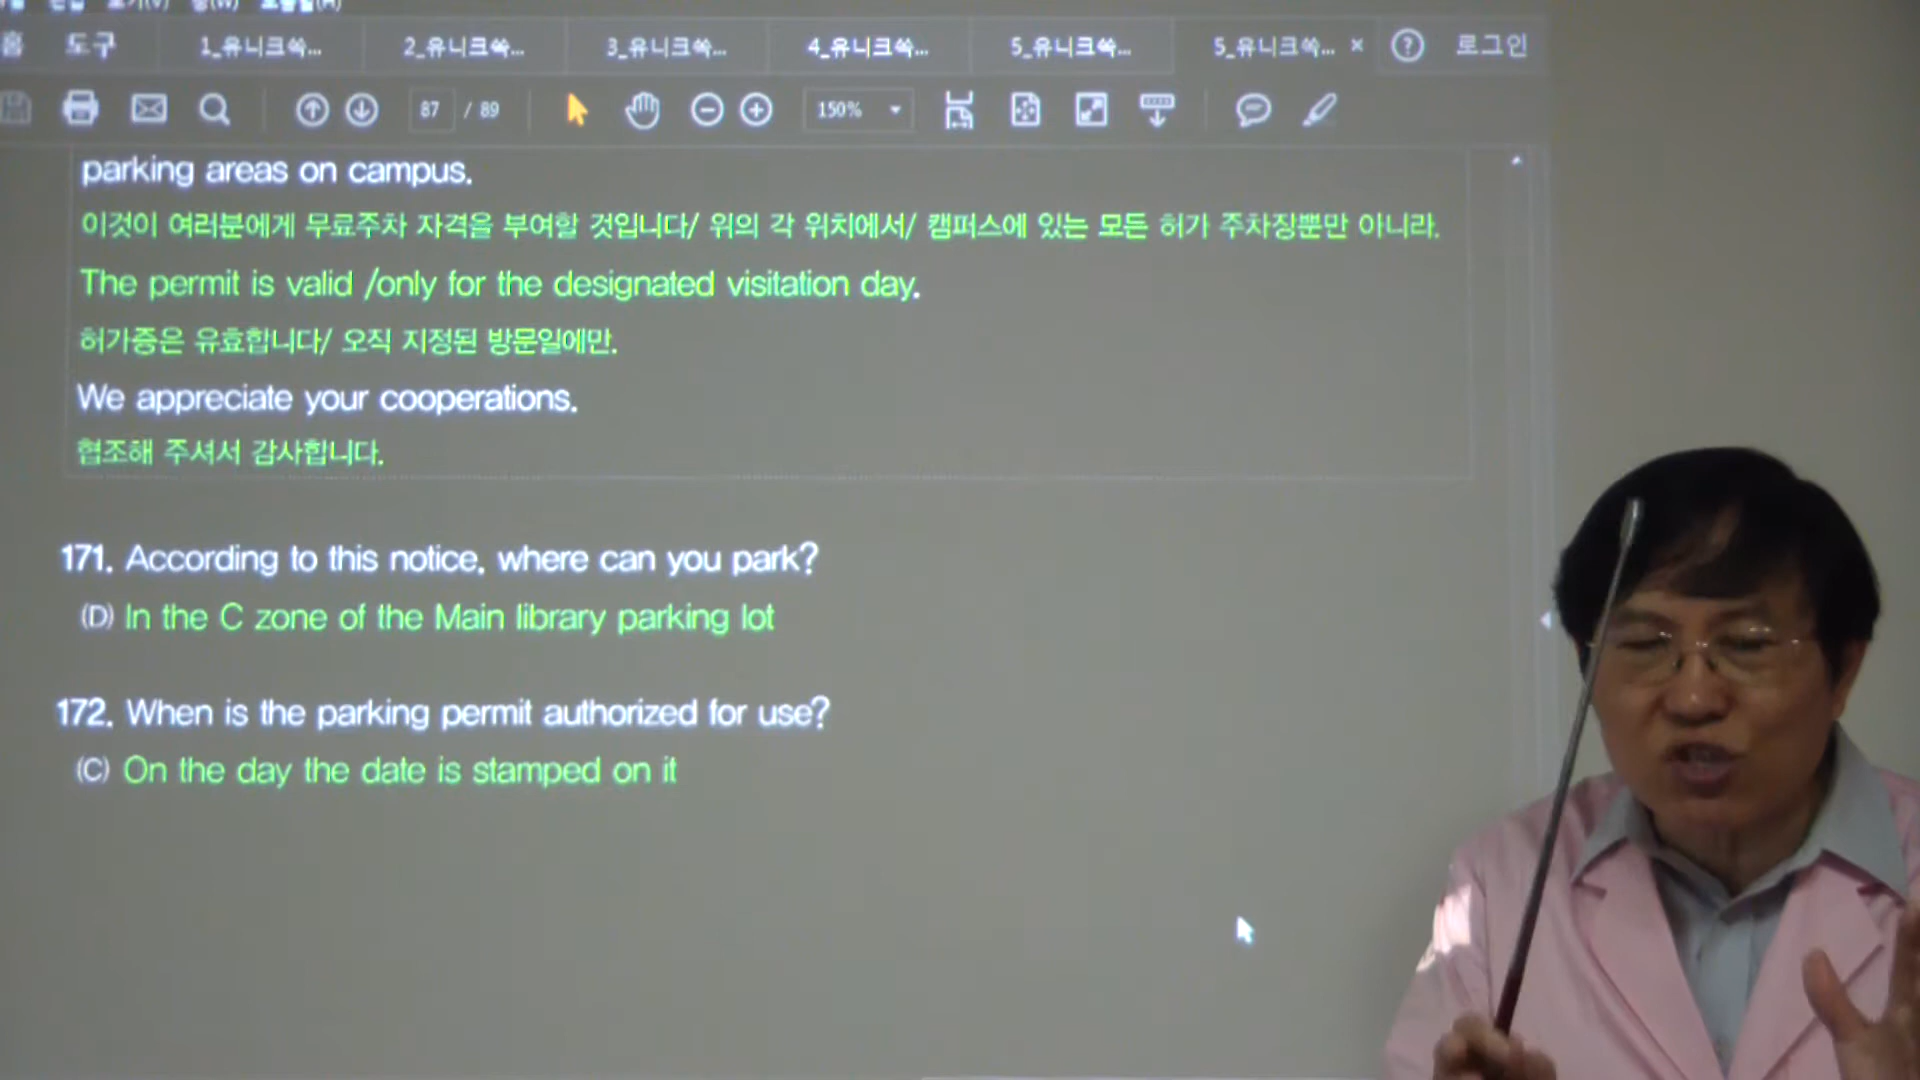 도구
1_유니크쏙...
2_유니크쏙...
3_유니크쏙...
4_유니크쏙...
5_유니크쏙...
5_유니크쏙... ×
? 로그인
87 / 89
150%
parking areas on campus.
이것이 여러분에게 무료주차 자격을 부여할 것입니다/ 위의 각 위치에서/ 캠퍼스에 있는 모든 허가 주차장뿐만 아니라.
The permit is valid /only for the designated visitation day.
허가증은 유효합니다/ 오직 지정된 방문일에만.
We appreciate your cooperations.
협조해 주셔서 감사합니다.
171. According to this notice, where can you park?
(D) In the C zone of the Main library parking lot
172. When is the parking permit authorized for use?
(C) On the day the date is stamped on it